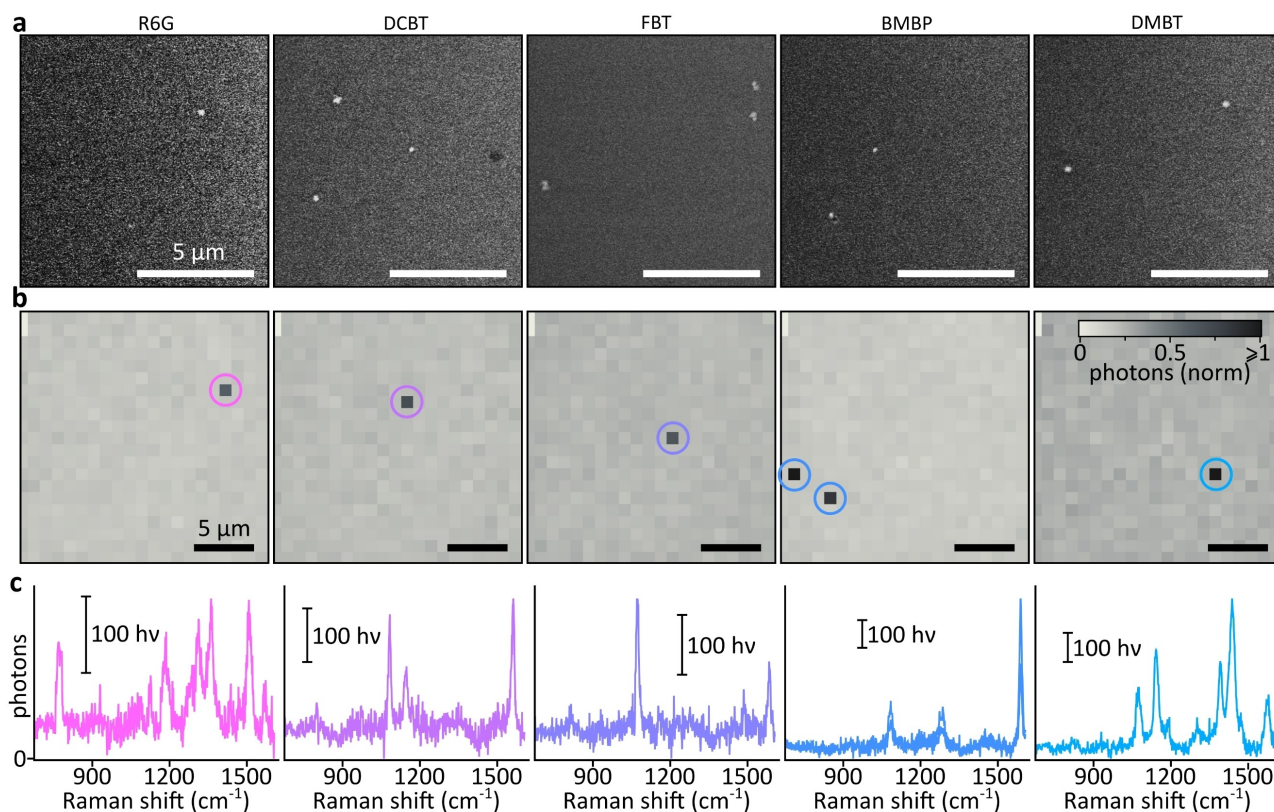 a
R6G DCBT FBT BMBP DMBT
5 μm
b
0 0.5 ⩾1
photons (norm)
5 μm
c
photons
0
100 hν 100 hν 100 hν 100 hν 100 hν
900 1200 1500 900 1200 1500 900 1200 1500 900 1200 1500 900 1200 1500
Raman shift (cm⁻¹) Raman shift (cm⁻¹) Raman shift (cm⁻¹) Raman shift (cm⁻¹) Raman shift (cm⁻¹)